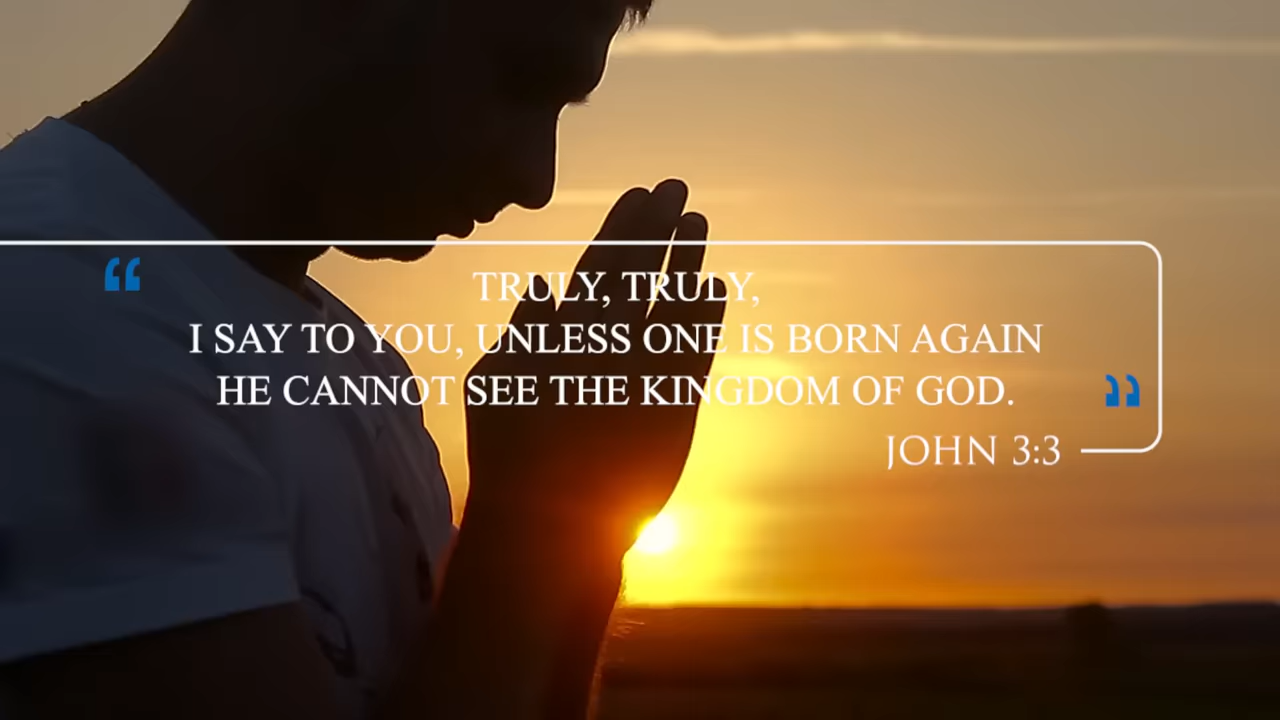 “
TRULY, TRULY,
I SAY TO YOU, UNLESS ONE IS BORN AGAIN
HE CANNOT SEE THE KINGDOM OF GOD.
”
JOHN 3:3